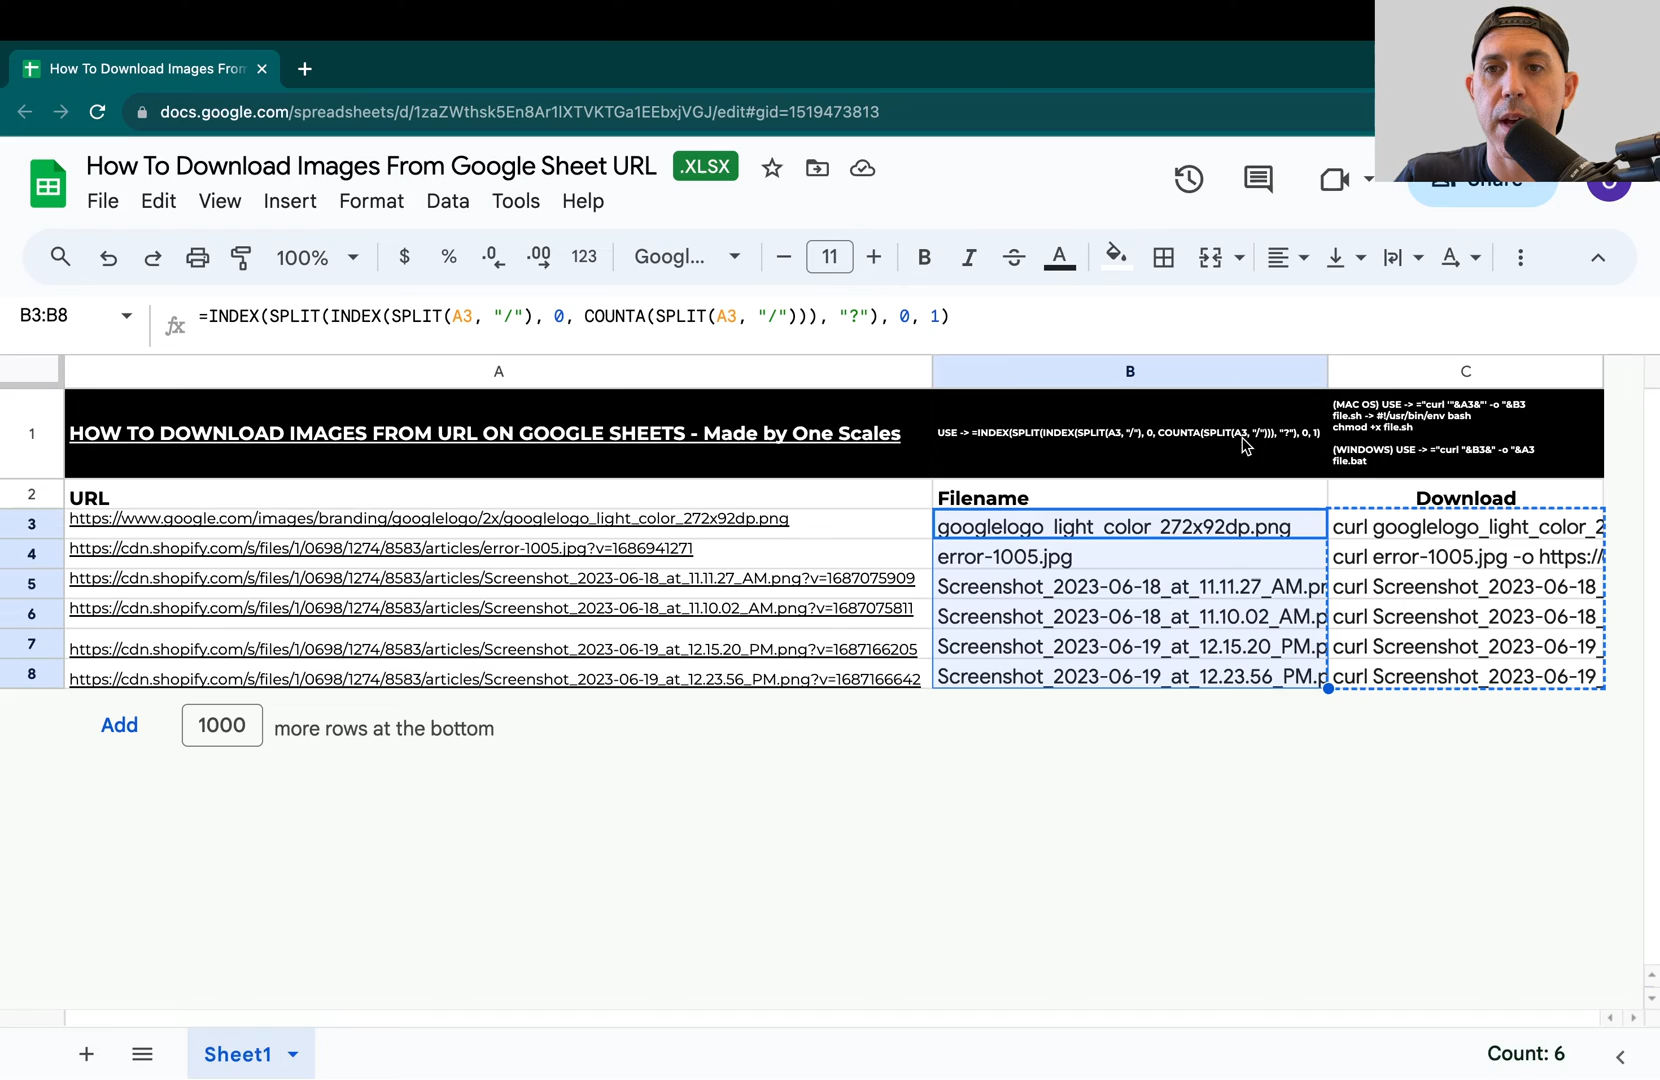 How To Download Images From
docs.google.com/spreadsheets/d/1zaZWthsk5En8Ar1lXTVKTGa1EEbxjVGJ/edit#gid=1519473813
How To Download Images From Google Sheet URL .XLSX
File Edit View Insert Format Data Tools Help
Share
100% $ % .0 .00 123 Googl... 11 B I S A A
B3:B8 fx =INDEX(SPLIT(INDEX(SPLIT(A3, "/"), 0, COUNTA(SPLIT(A3, "/"))), "?"), 0, 1)
A B C
1 HOW TO DOWNLOAD IMAGES FROM URL ON GOOGLE SHEETS - Made by One Scales
USE -> =INDEX(SPLIT(INDEX(SPLIT(A3, "/"), 0, COUNTA(SPLIT(A3, "/"))), "?"), 0, 1)
(MAC OS) USE -> ="curl '"&A3&"' -o "&B3
file.sh -> #!/usr/bin/env bash
chmod +x file.sh
(WINDOWS) USE -> ="curl "&B3&" -o "&A3
file.bat
2 URL Filename Download
3 https://www.google.com/images/branding/googlelogo/2x/googlelogo_light_color_272x92dp.png googlelogo_light_color_272x92dp.png curl googlelogo_light_color_2
4 https://cdn.shopify.com/s/files/1/0698/1274/8583/articles/error-1005.jpg?v=1686941271 error-1005.jpg curl error-1005.jpg -o https://
5 https://cdn.shopify.com/s/files/1/0698/1274/8583/articles/Screenshot_2023-06-18_at_11.11.27_AM.png?v=1687075909 Screenshot_2023-06-18_at_11.11.27_AM.pn curl Screenshot_2023-06-18_
6 https://cdn.shopify.com/s/files/1/0698/1274/8583/articles/Screenshot_2023-06-18_at_11.10.02_AM.png?v=1687075811 Screenshot_2023-06-18_at_11.10.02_AM.p curl Screenshot_2023-06-18_
7 https://cdn.shopify.com/s/files/1/0698/1274/8583/articles/Screenshot_2023-06-19_at_12.15.20_PM.png?v=1687166205 Screenshot_2023-06-19_at_12.15.20_PM.p curl Screenshot_2023-06-19_
8 https://cdn.shopify.com/s/files/1/0698/1274/8583/articles/Screenshot_2023-06-19_at_12.23.56_PM.png?v=1687166642 Screenshot_2023-06-19_at_12.23.56_PM.p curl Screenshot_2023-06-19_
Add 1000 more rows at the bottom
Sheet1 Count: 6